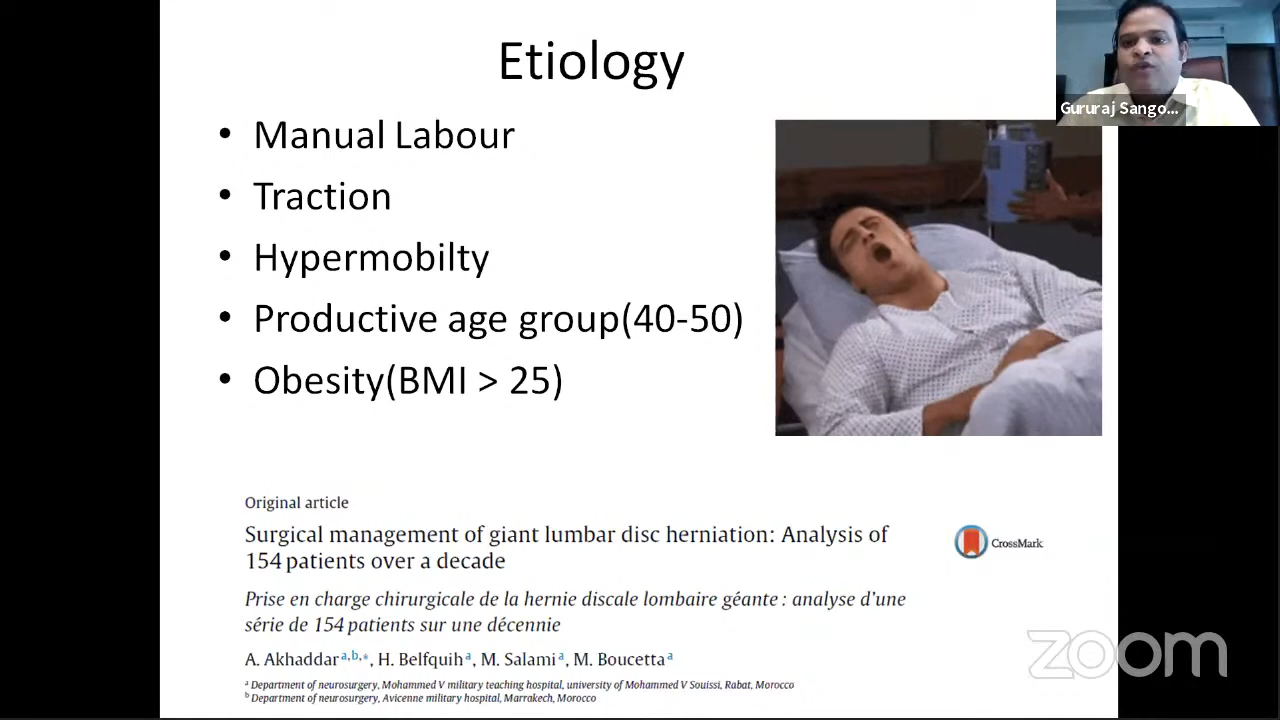 Etiology
Gururaj Sango...
• Manual Labour
• Traction
• Hypermobilty
• Productive age group(40-50)
• Obesity(BMI > 25)
Original article
Surgical management of giant lumbar disc herniation: Analysis of
154 patients over a decade
CrossMark
Prise en charge chirurgicale de la hernie discale lombaire géante : analyse d'une
série de 154 patients sur une décennie
A. Akhaddar a,b,*, H. Belfquih a, M. Salami a, M. Boucetta a
a Department of neurosurgery, Mohammed V military teaching hospital, university of Mohammed V Souissi, Rabat, Morocco
b Department of neurosurgery, Avicenne military hospital, Marrakech, Morocco
zoom